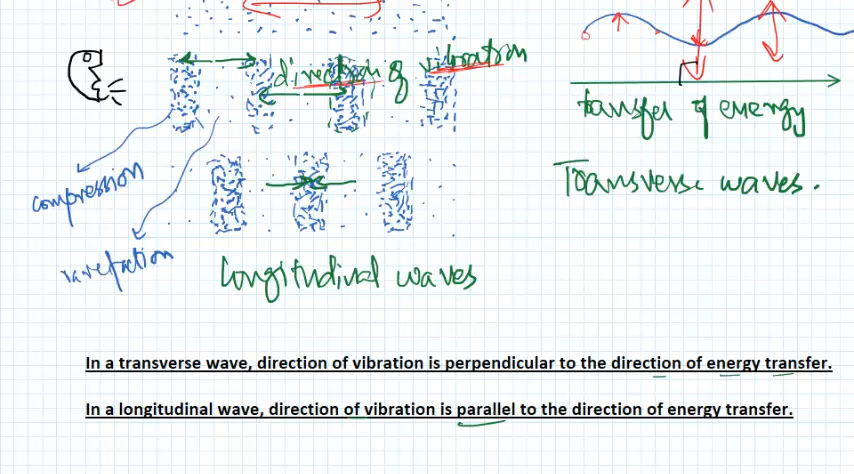 direction of vibration
transfer of energy
Transverse waves.
compression
rarefaction
longitudinal waves
In a transverse wave, direction of vibration is perpendicular to the direction of energy transfer.
In a longitudinal wave, direction of vibration is parallel to the direction of energy transfer.